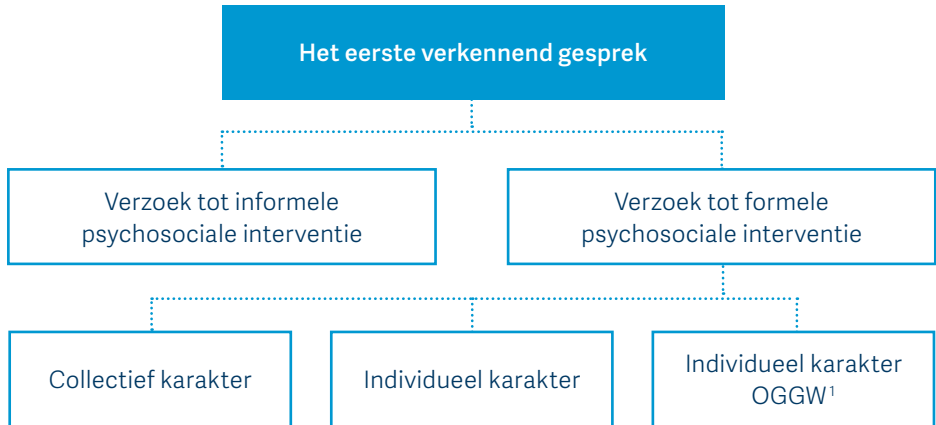 Het eerste verkennend gesprek
Verzoek tot informele
psychosociale interventie
Verzoek tot formele
psychosociale interventie
Collectief karakter
Individueel karakter
Individueel karakter
OGGW¹